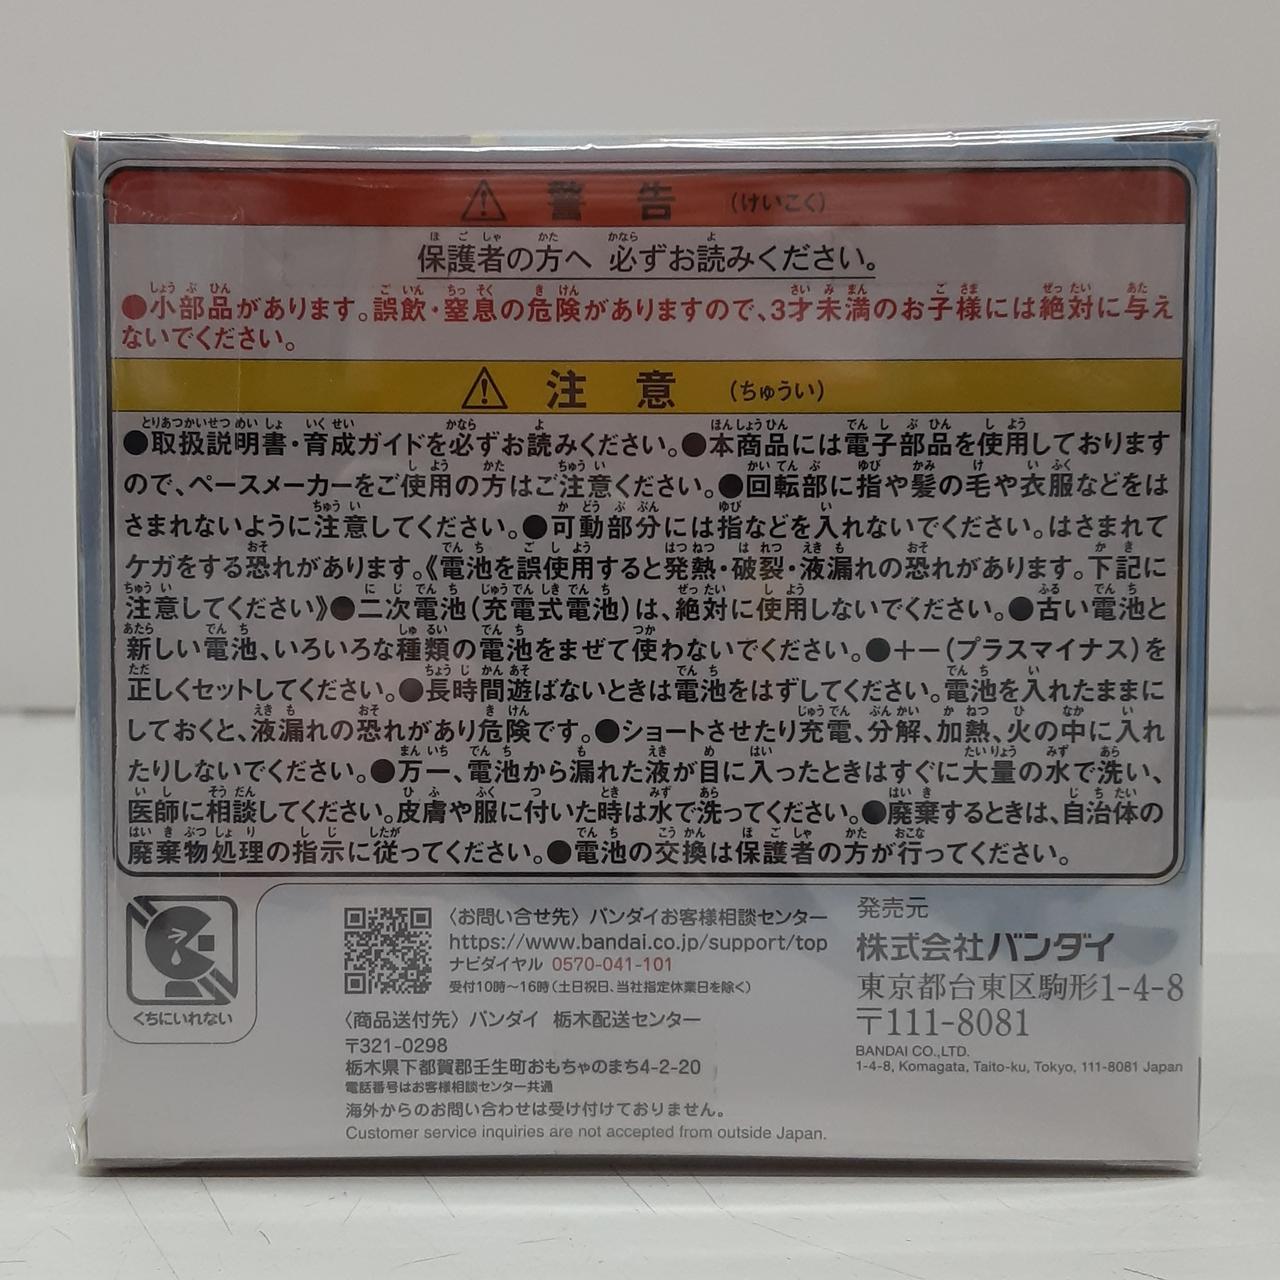 警告 (けいこく)
保護者の方へ 必ずお読みください。
●小部品があります。誤飲・窒息の危険がありますので、3才未満のお子様には絶対に与え
ないでください。
注意 (ちゅうい)
●取扱説明書・育成ガイドを必ずお読みください。●本商品には電子部品を使用しております
ので、ペースメーカーをご使用の方はご注意ください。●回転部に指や髪の毛や衣服などをは
さまれないように注意してください。●可動部分には指などを入れないでください。はさまれて
ケガをする恐れがあります。《電池を誤使用すると発熱・破裂・液漏れの恐れがあります。下記に
注意してください》●二次電池(充電式電池)は、絶対に使用しないでください。●古い電池と
新しい電池、いろいろな種類の電池をまぜて使わないでください。●+−(プラスマイナス)を
正しくセットしてください。●長時間遊ばないときは電池をはずしてください。電池を入れたままに
しておくと、液漏れの恐れがあり危険です。●ショートさせたり充電、分解、加熱、火の中に入れ
たりしないでください。●万一、電池から漏れた液が目に入ったときはすぐに大量の水で洗い、
医師に相談してください。皮膚や服に付いた時は水で洗ってください。●廃棄するときは、自治体の
廃棄物処理の指示に従ってください。●電池の交換は保護者の方が行ってください。
くちにいれない
〈お問い合せ先〉バンダイお客様相談センター
https://www.bandai.co.jp/support/top
ナビダイヤル 0570-041-101
受付10時〜16時(土日祝日、当社指定休業日を除く)
〈商品送付先〉バンダイ 栃木配送センター
〒321-0298
栃木県下都賀郡壬生町おもちゃのまち4-2-20
電話番号はお客様相談センター共通
海外からのお問い合わせは受け付けておりません。
Customer service inquiries are not accepted from outside Japan.
発売元
株式会社バンダイ
東京都台東区駒形1-4-8
〒111-8081
BANDAI CO.,LTD.
1-4-8, Komagata, Taito-ku, Tokyo, 111-8081 Japan